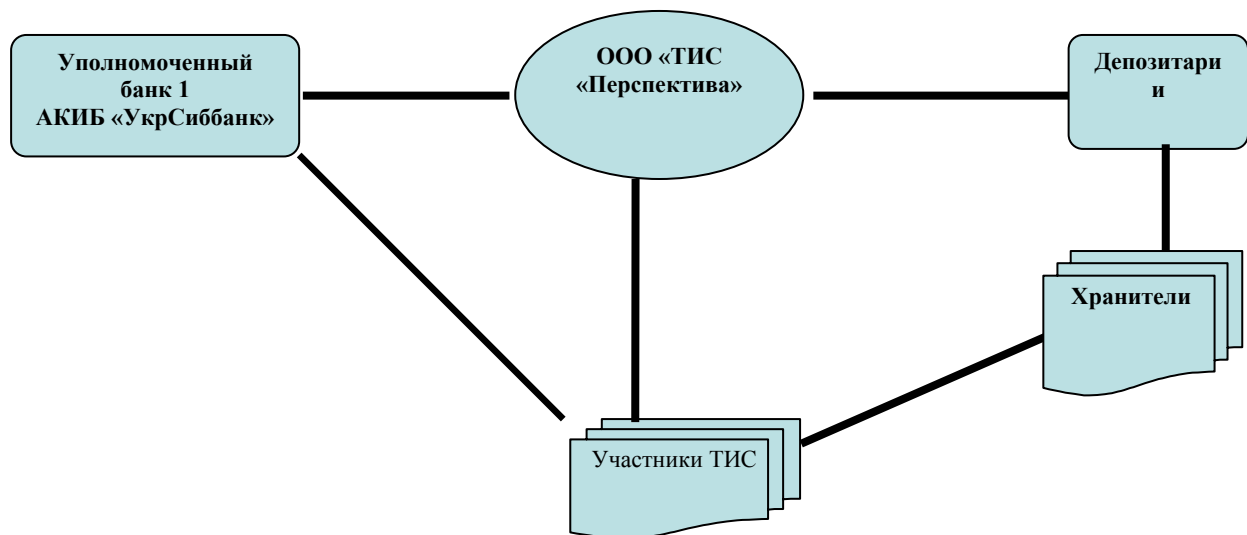 Уполномоченный
банк 1
АКИБ «УкрСиббанк»
ООО «ТИС
«Перспектива»
Депозитари
и
Хранители
Участники ТИС